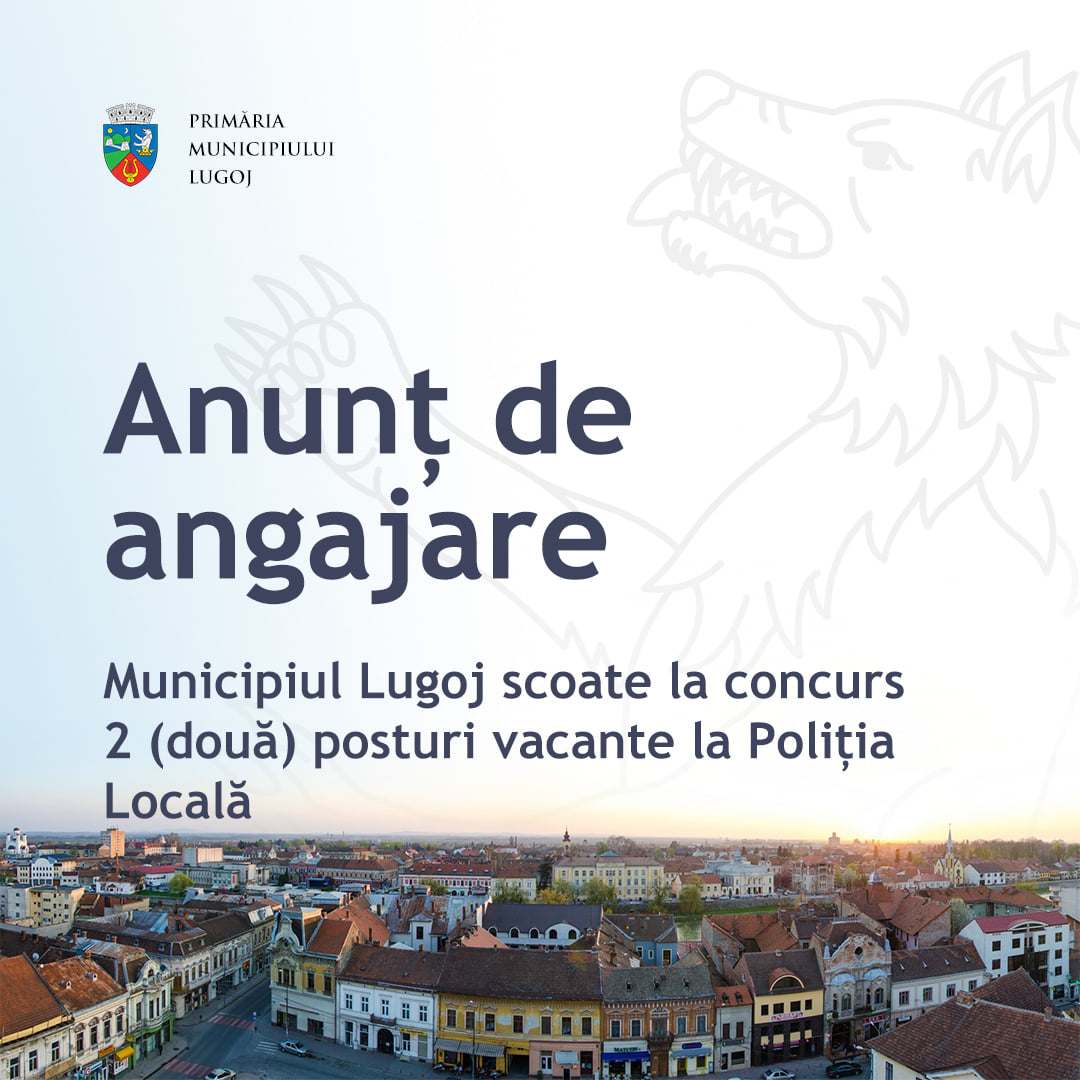 PRIMĂRIA
MUNICIPIULUI
LUGOJ
Anunț de
angajare
Municipiul Lugoj scoate la concurs
2 (două) posturi vacante la Poliția
Locală